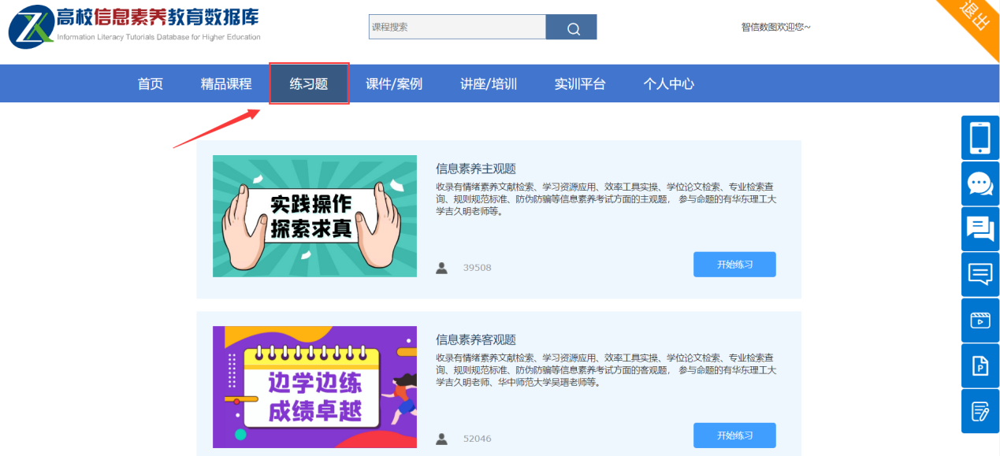 高校信息素养教育数据库
Information Literacy Tutorials Database for Higher Education
课程搜索
智信数图欢迎您~
退出
首页
精品课程
练习题
课件/案例
讲座/培训
实训平台
个人中心
实践操作
探索求真
信息素养主观题
收录有情绪素养文献检索、学习资源应用、效率工具实操、学位论文检索、专业检索查
询、规则规范标准、防伪防骗等信息素养考试方面的主观题， 参与命题的有华东理工大
学吉久明老师等。
39508
开始练习
边学边练
成绩卓越
信息素养客观题
收录有情绪素养文献检索、学习资源应用、效率工具实操、学位论文检索、专业检索查
询、规则规范标准、防伪防骗等信息素养考试方面的客观题， 参与命题的有华东理工大
学吉久明老师、华中师范大学吴瑨老师等。
52046
开始练习
P